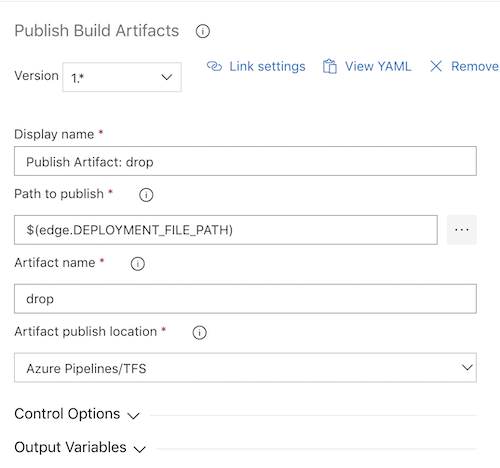 Publish Build Artifacts
Version 1.*
Link settings View YAML Remove
Display name *
Publish Artifact: drop
Path to publish *
$(edge.DEPLOYMENT_FILE_PATH)
...
Artifact name *
drop
Artifact publish location *
Azure Pipelines/TFS
Control Options
Output Variables